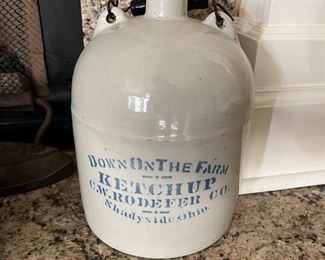 DOWN ON THE FARM
KETCHUP
C.W. RODEFER CO.
Shadyside, Ohio.